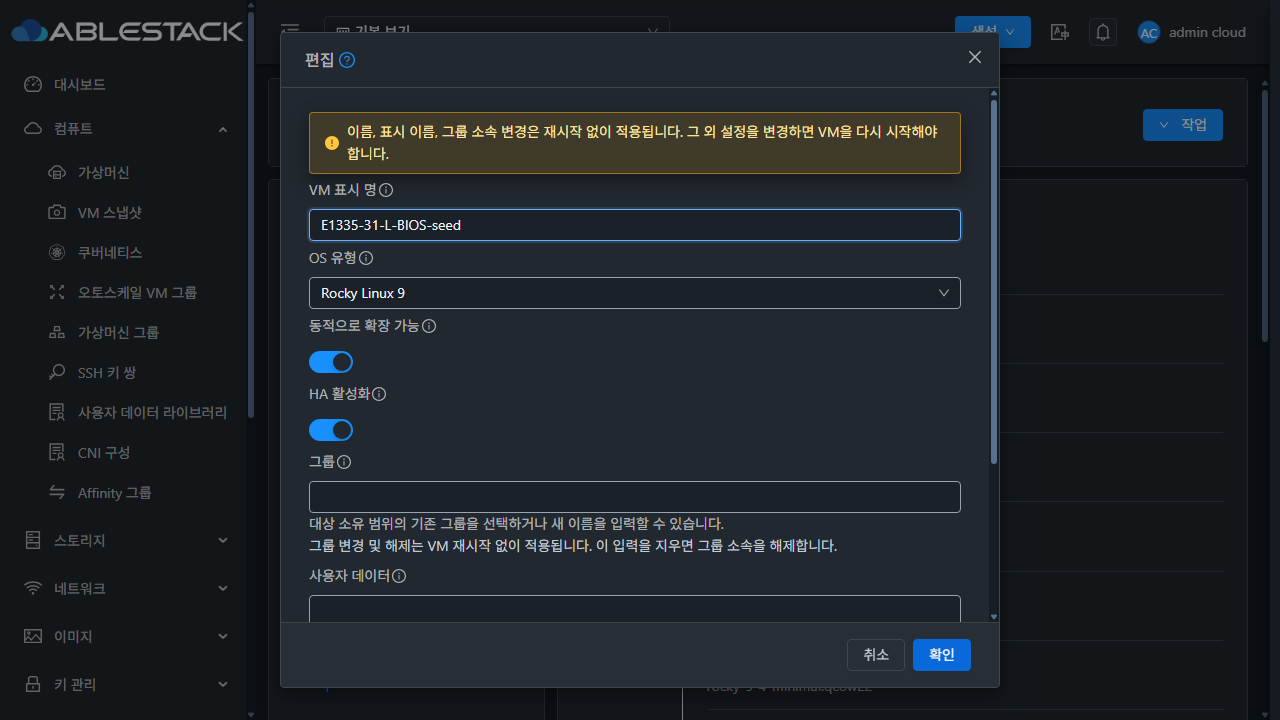 ABLESTACK
생성
AC
admin cloud
대시보드
컴퓨트
가상머신
VM 스냅샷
쿠버네티스
오토스케일 VM 그룹
가상머신 그룹
SSH 키 쌍
사용자 데이터 라이브러리
CNI 구성
Affinity 그룹
스토리지
네트워크
이미지
키 관리
작업
편집
이름, 표시 이름, 그룹 소속 변경은 재시작 없이 적용됩니다. 그 외 설정을 변경하면 VM을 다시 시작해야
합니다.
VM 표시 명
E1335-31-L-BIOS-seed
OS 유형
Rocky Linux 9
동적으로 확장 가능
HA 활성화
그룹
대상 소유 범위의 기존 그룹을 선택하거나 새 이름을 입력할 수 있습니다.
그룹 변경 및 해제는 VM 재시작 없이 적용됩니다. 이 입력을 지우면 그룹 소속을 해제합니다.
사용자 데이터
취소
확인